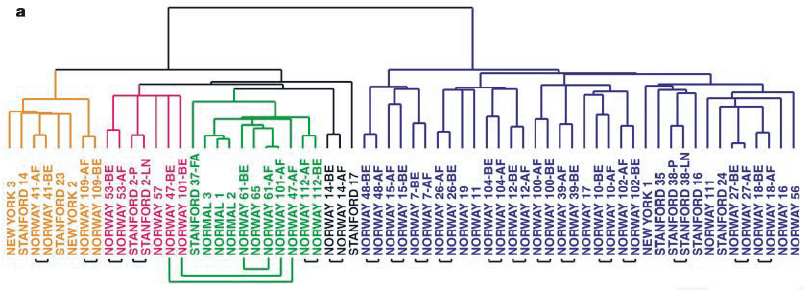 a
NEW YORK 3
STANFORD 14
NORWAY 41-AF
NORWAY 41-BE
STANFORD 23
NEW YORK 2
NORWAY 109-AF
NORWAY 109-BE
NORWAY 53-BE
NORWAY 53-AF
STANFORD 2-P
STANFORD 2-LN
NORWAY 57
NORWAY 47-BE
NORWAY 101-BE
STANFORD 37-FA
NORMAL 3
NORMAL 1
NORMAL 2
NORWAY 61-BE
NORWAY 65
NORWAY 61-AF
NORWAY 101-AF
NORWAY 47-AF
NORWAY 112-AF
NORWAY 112-BE
NORWAY 14-BE
NORWAY 14-AF
STANFORD 17
NORWAY 48-BE
NORWAY 48-AF
NORWAY 15-AF
NORWAY 15-BE
NORWAY 7-BE
NORWAY 7-AF
NORWAY 26-AF
NORWAY 26-BE
NORWAY 19
NORWAY 11
NORWAY 104-BE
NORWAY 104-AF
NORWAY 12-BE
NORWAY 12-AF
NORWAY 100-AF
NORWAY 100-BE
NORWAY 39-AF
NORWAY 39-BE
NORWAY 17
NORWAY 10-BE
NORWAY 10-AF
NORWAY 102-AF
NORWAY 102-BE
NEW YORK 1
STANFORD 35
STANFORD 38-P
STANFORD 38-LN
STANFORD 16
NORWAY 111
STANFORD 24
NORWAY 27-BE
NORWAY 27-AF
NORWAY 18-BE
NORWAY 18-AF
NORWAY 16
NORWAY 8
NORWAY 56